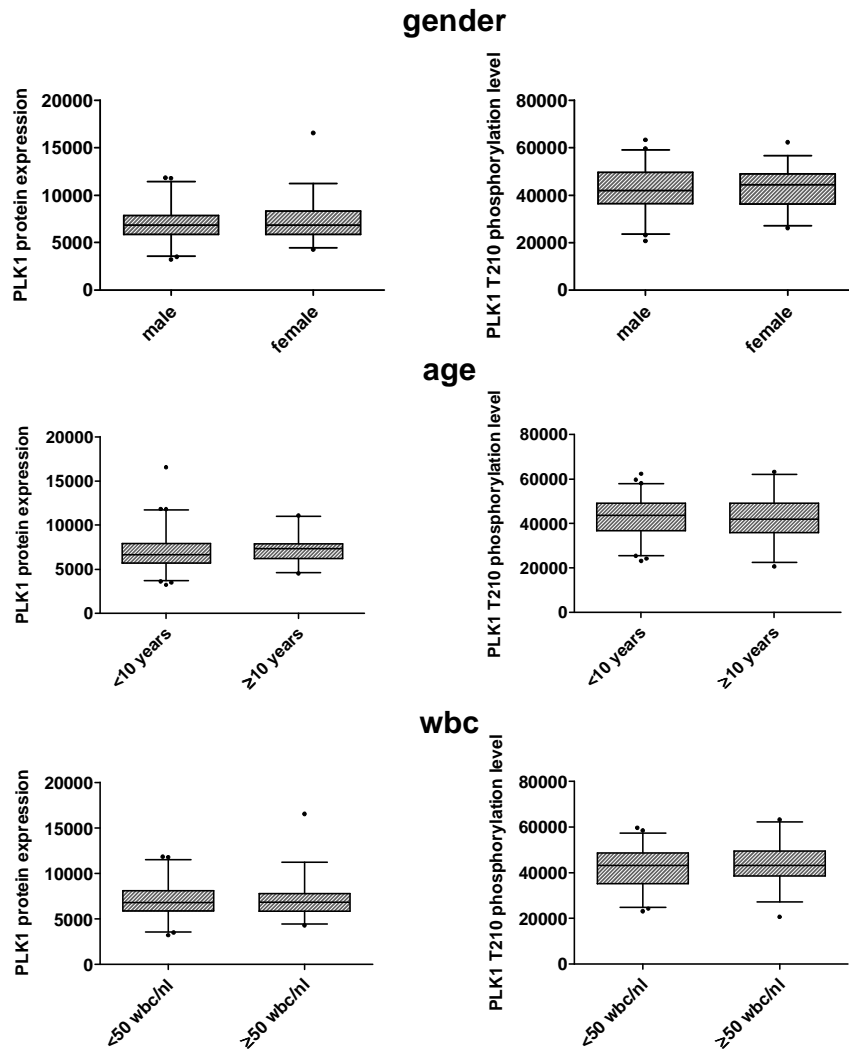 gender
PLK1 protein expression
20000
15000
10000
5000
0
male
female
PLK1 T210 phosphorylation level
80000
60000
40000
20000
0
male
female
age
PLK1 protein expression
20000
15000
10000
5000
0
<10 years
≥10 years
PLK1 T210 phosphorylation level
80000
60000
40000
20000
0
<10 years
≥10 years
wbc
PLK1 protein expression
20000
15000
10000
5000
0
<50 wbc/nl
≥50 wbc/nl
PLK1 T210 phosphorylation level
80000
60000
40000
20000
0
<50 wbc/nl
≥50 wbc/nl